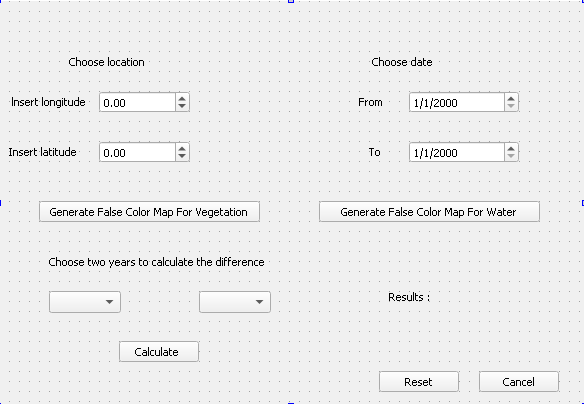 Choose location
Choose date
Insert longitude 0.00
From 1/1/2000
Insert latitude 0.00
To 1/1/2000
Generate False Color Map For Vegetation
Generate False Color Map For Water
Choose two years to calculate the difference
Results :
Calculate
Reset
Cancel